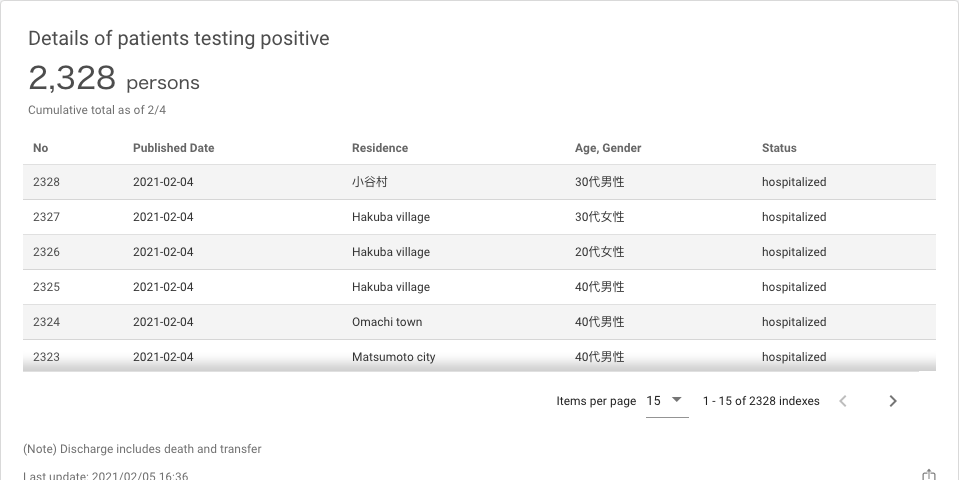 Details of patients testing positive
2,328 persons
Cumulative total as of 2/4
No Published Date Residence Age, Gender Status
2328 2021-02-04 小谷村 30代男性 hospitalized
2327 2021-02-04 Hakuba village 30代女性 hospitalized
2326 2021-02-04 Hakuba village 20代女性 hospitalized
2325 2021-02-04 Hakuba village 40代男性 hospitalized
2324 2021-02-04 Omachi town 40代男性 hospitalized
2323 2021-02-04 Matsumoto city 40代男性 hospitalized
Items per page 15 1 - 15 of 2328 indexes
(Note) Discharge includes death and transfer
Last update: 2021/02/05 16:36